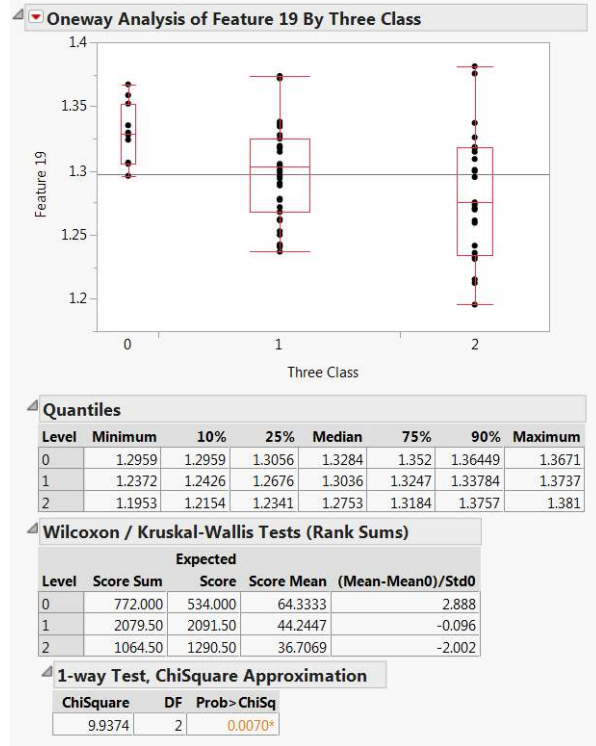 Oneway Analysis of Feature 19 By Three Class
1.4
1.35
1.3
1.25
1.2
Feature 19
0 1 2
Three Class
Quantiles
Level Minimum 10% 25% Median 75% 90% Maximum
0 1.2959 1.2959 1.3056 1.3284 1.352 1.36449 1.3671
1 1.2372 1.2426 1.2676 1.3036 1.3247 1.33784 1.3737
2 1.1953 1.2154 1.2341 1.2753 1.3184 1.3757 1.381
Wilcoxon / Kruskal-Wallis Tests (Rank Sums)
Expected
Level Score Sum Score Score Mean (Mean-Mean0)/Std0
0 772.000 534.000 64.3333 2.888
1 2079.50 2091.50 44.2447 -0.096
2 1064.50 1290.50 36.7069 -2.002
1-way Test, ChiSquare Approximation
ChiSquare DF Prob>ChiSq
9.9374 2 0.0070*